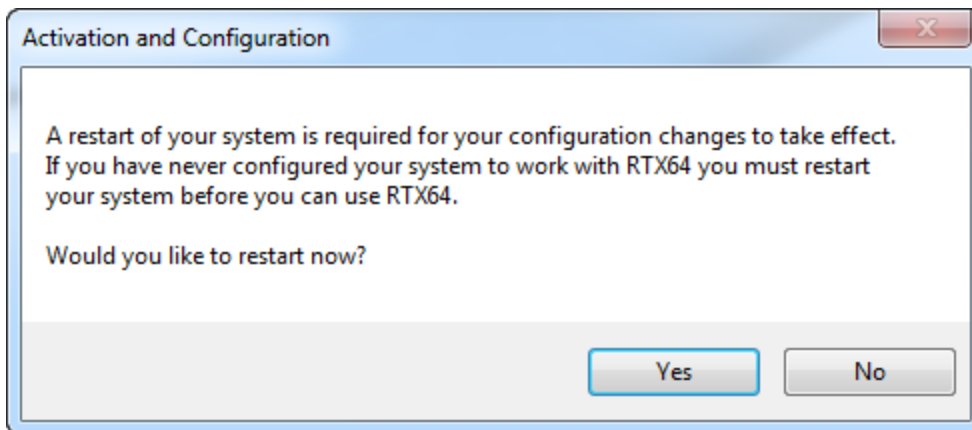 Activation and Configuration
A restart of your system is required for your configuration changes to take effect.
If you have never configured your system to work with RTX64 you must restart
your system before you can use RTX64.
Would you like to restart now?
Yes No